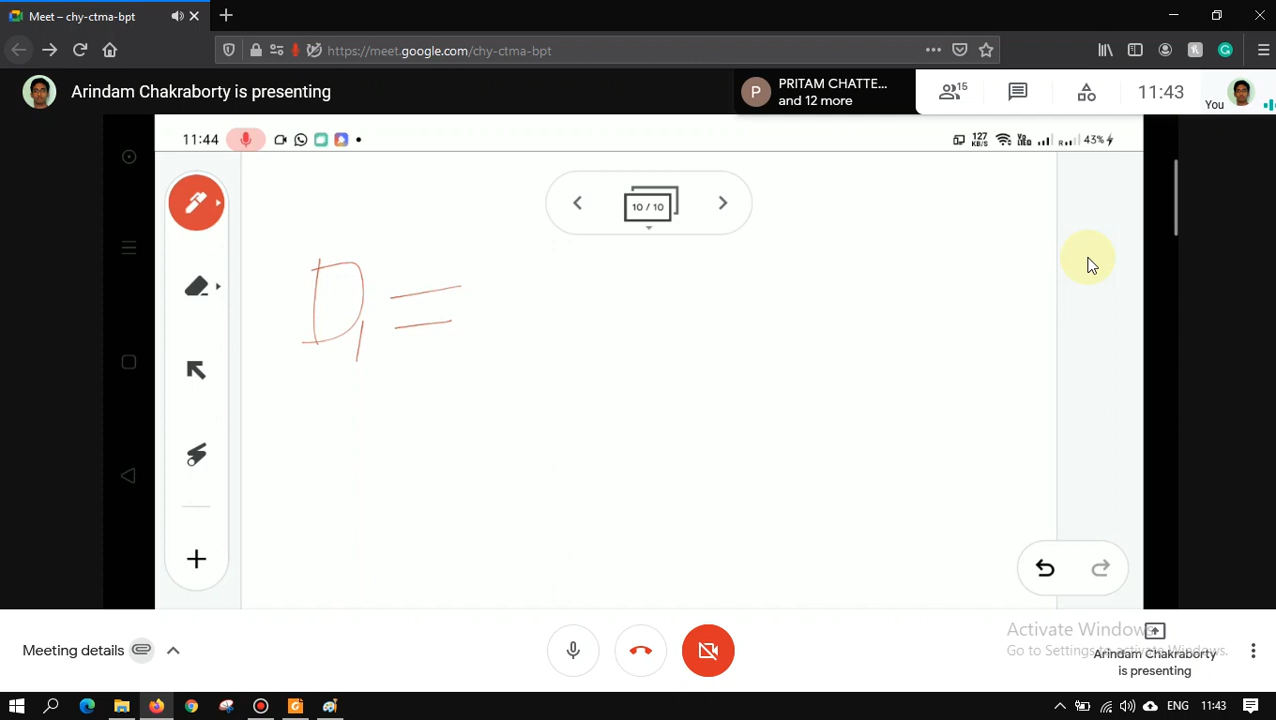 Meet – chy-ctma-bpt
https://meet.google.com/chy-ctma-bpt
Arindam Chakraborty is presenting
P
PRITAM CHATTE...
and 12 more
15
11:43
You
11:44
127
KB/S
43%
10 / 10
D₁ =
Meeting details
Activate Windows
Go to Settings to activate Windows.
Arindam Chakraborty
is presenting
ENG
11:43